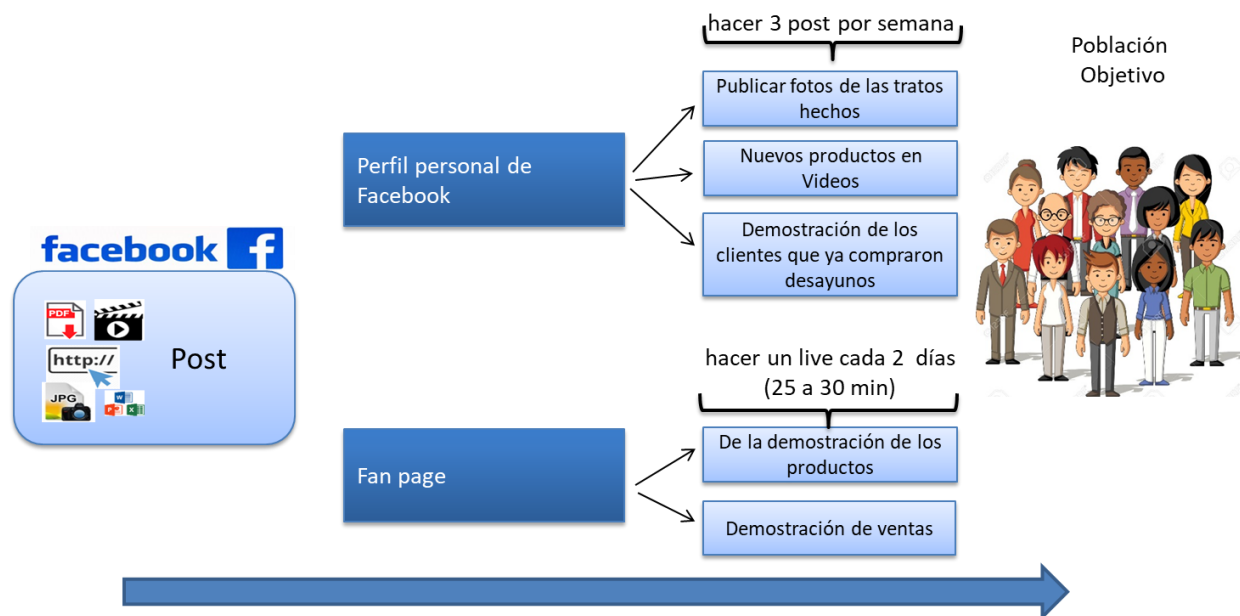 hacer 3 post por semana
Población
Objetivo
Publicar fotos de las tratos
hechos
Perfil personal de
Facebook
Nuevos productos en
Videos
Demostración de los
clientes que ya compraron
desayunos
facebook f
PDF
http://
JPG
W
P
X
Post
hacer un live cada 2 días
(25 a 30 min)
De la demostración de los
productos
Fan page
Demostración de ventas